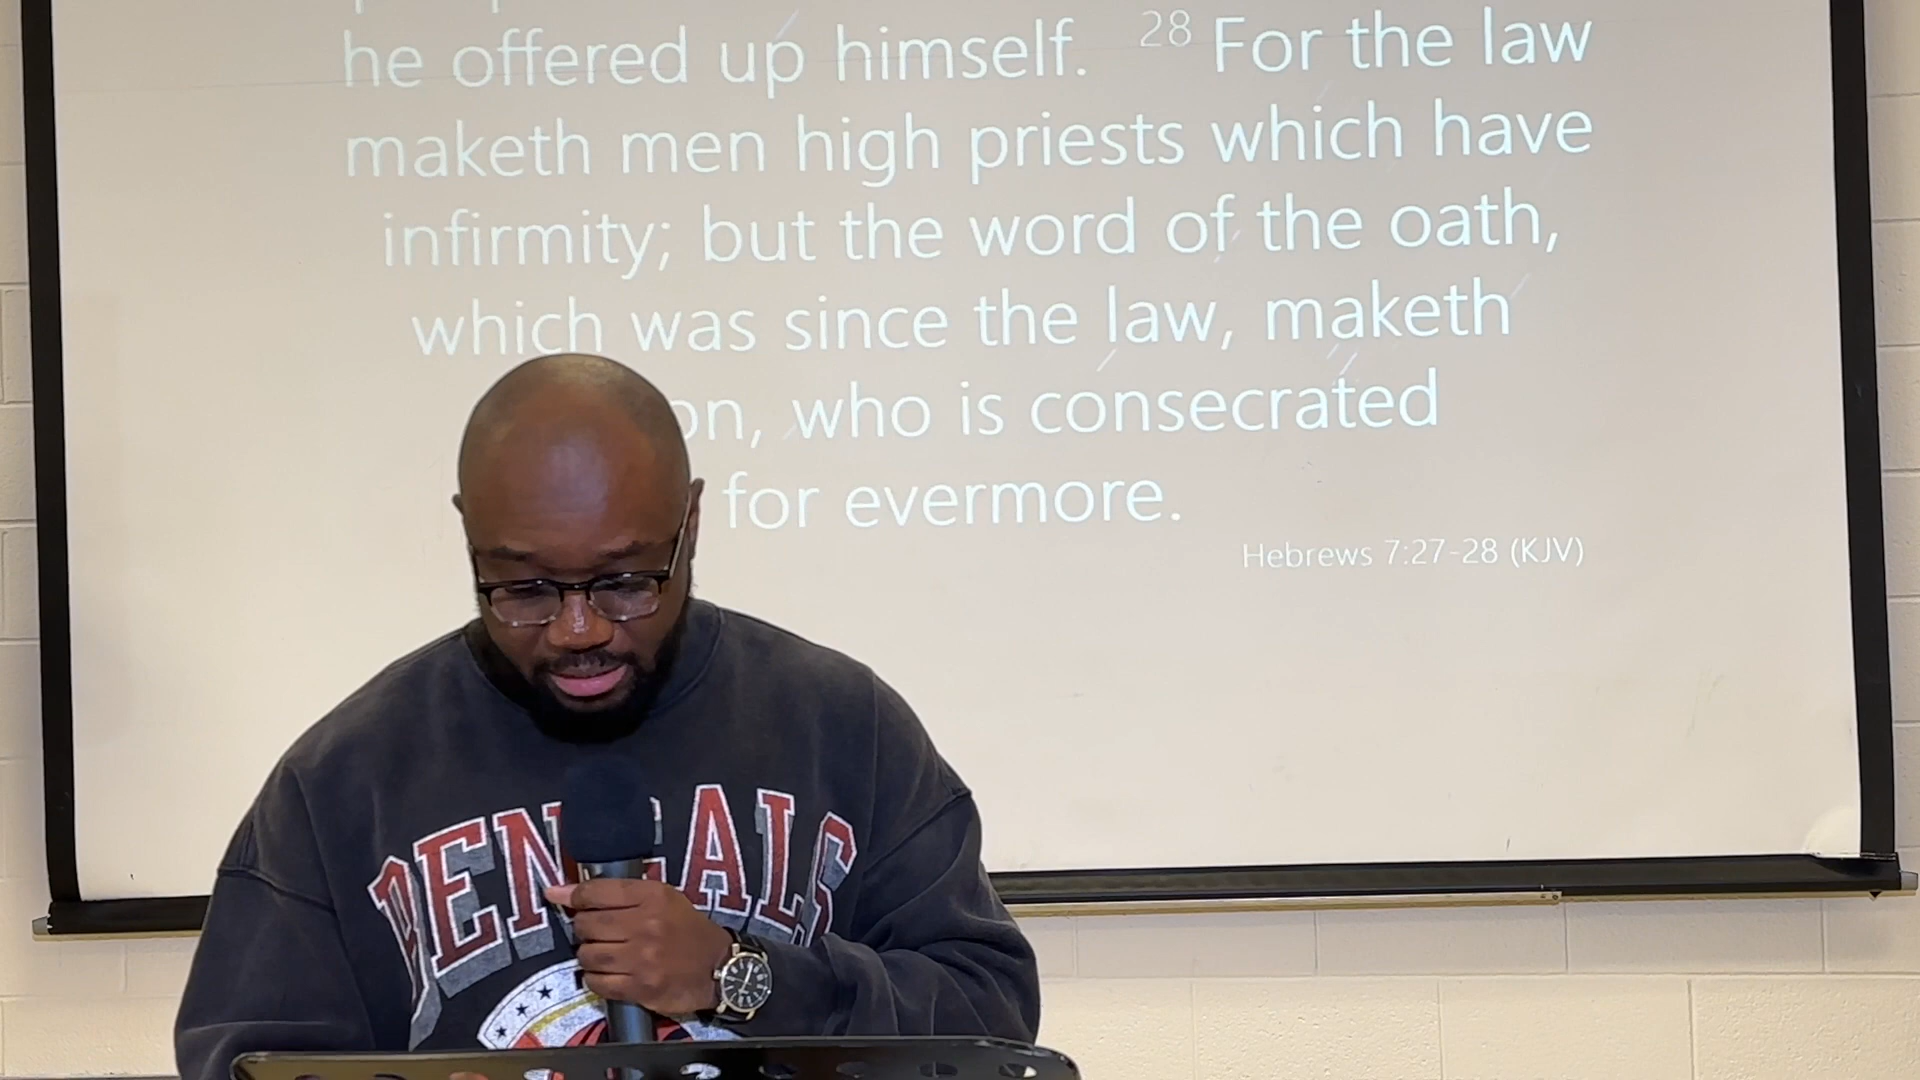 he offered up himself. 28 For the law
maketh men high priests which have
infirmity; but the word of the oath,
which was since the law, maketh
on, who is consecrated
for evermore.
Hebrews 7:27-28 (KJV)
BENGALS